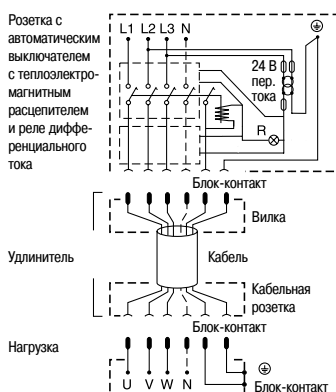 Розетка с
автоматическим
выключателем
с теплоэлектро-
магнитным
расцепителем
и реле диффе-
ренциального
тока
L1 L2 L3 N
24 В
пер.
тока
R
Блок-контакт
Вилка
Удлинитель
Кабель
Кабельная
розетка
Блок-контакт
Нагрузка
U V W N
Блок-контакт